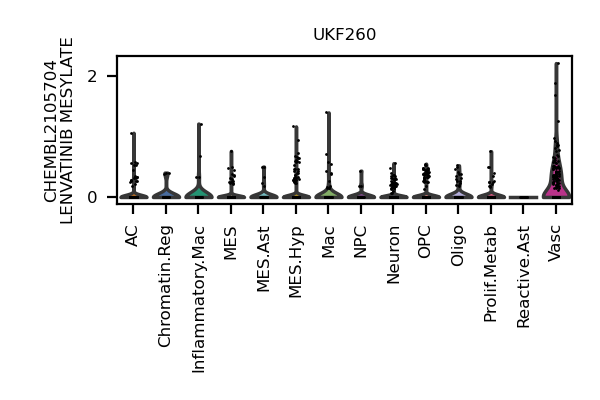 UKF260
CHEMBL2105704
LENVATINIB MESYLATE
2
0
AC
Chromatin.Reg
Inflammatory.Mac
MES
MES.Ast
MES.Hyp
Mac
NPC
Neuron
OPC
Oligo
Prolif.Metab
Reactive.Ast
Vasc